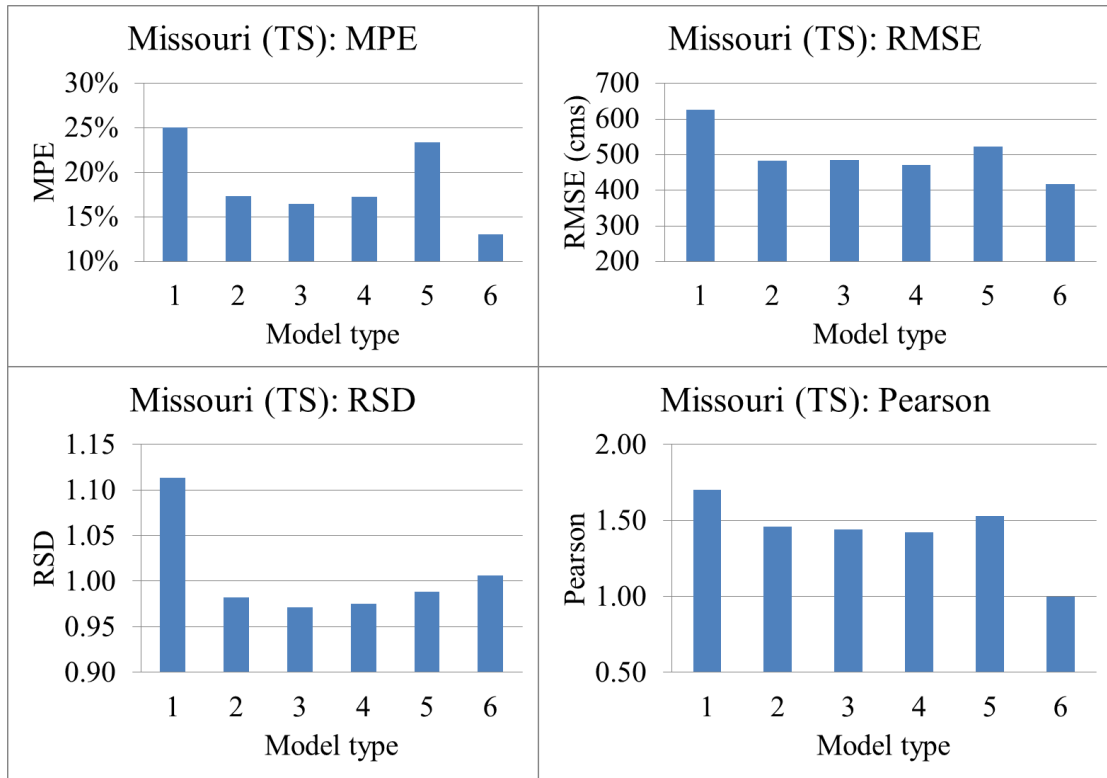 Missouri (TS): MPE
30%
25%
20%
15%
10%
MPE
1 2 3 4 5 6
Model type
Missouri (TS): RMSE
700
600
500
400
300
200
RMSE (cms)
1 2 3 4 5 6
Model type
Missouri (TS): RSD
1.15
1.10
1.05
1.00
0.95
0.90
RSD
1 2 3 4 5 6
Model type
Missouri (TS): Pearson
2.00
1.50
1.00
0.50
Pearson
1 2 3 4 5 6
Model type